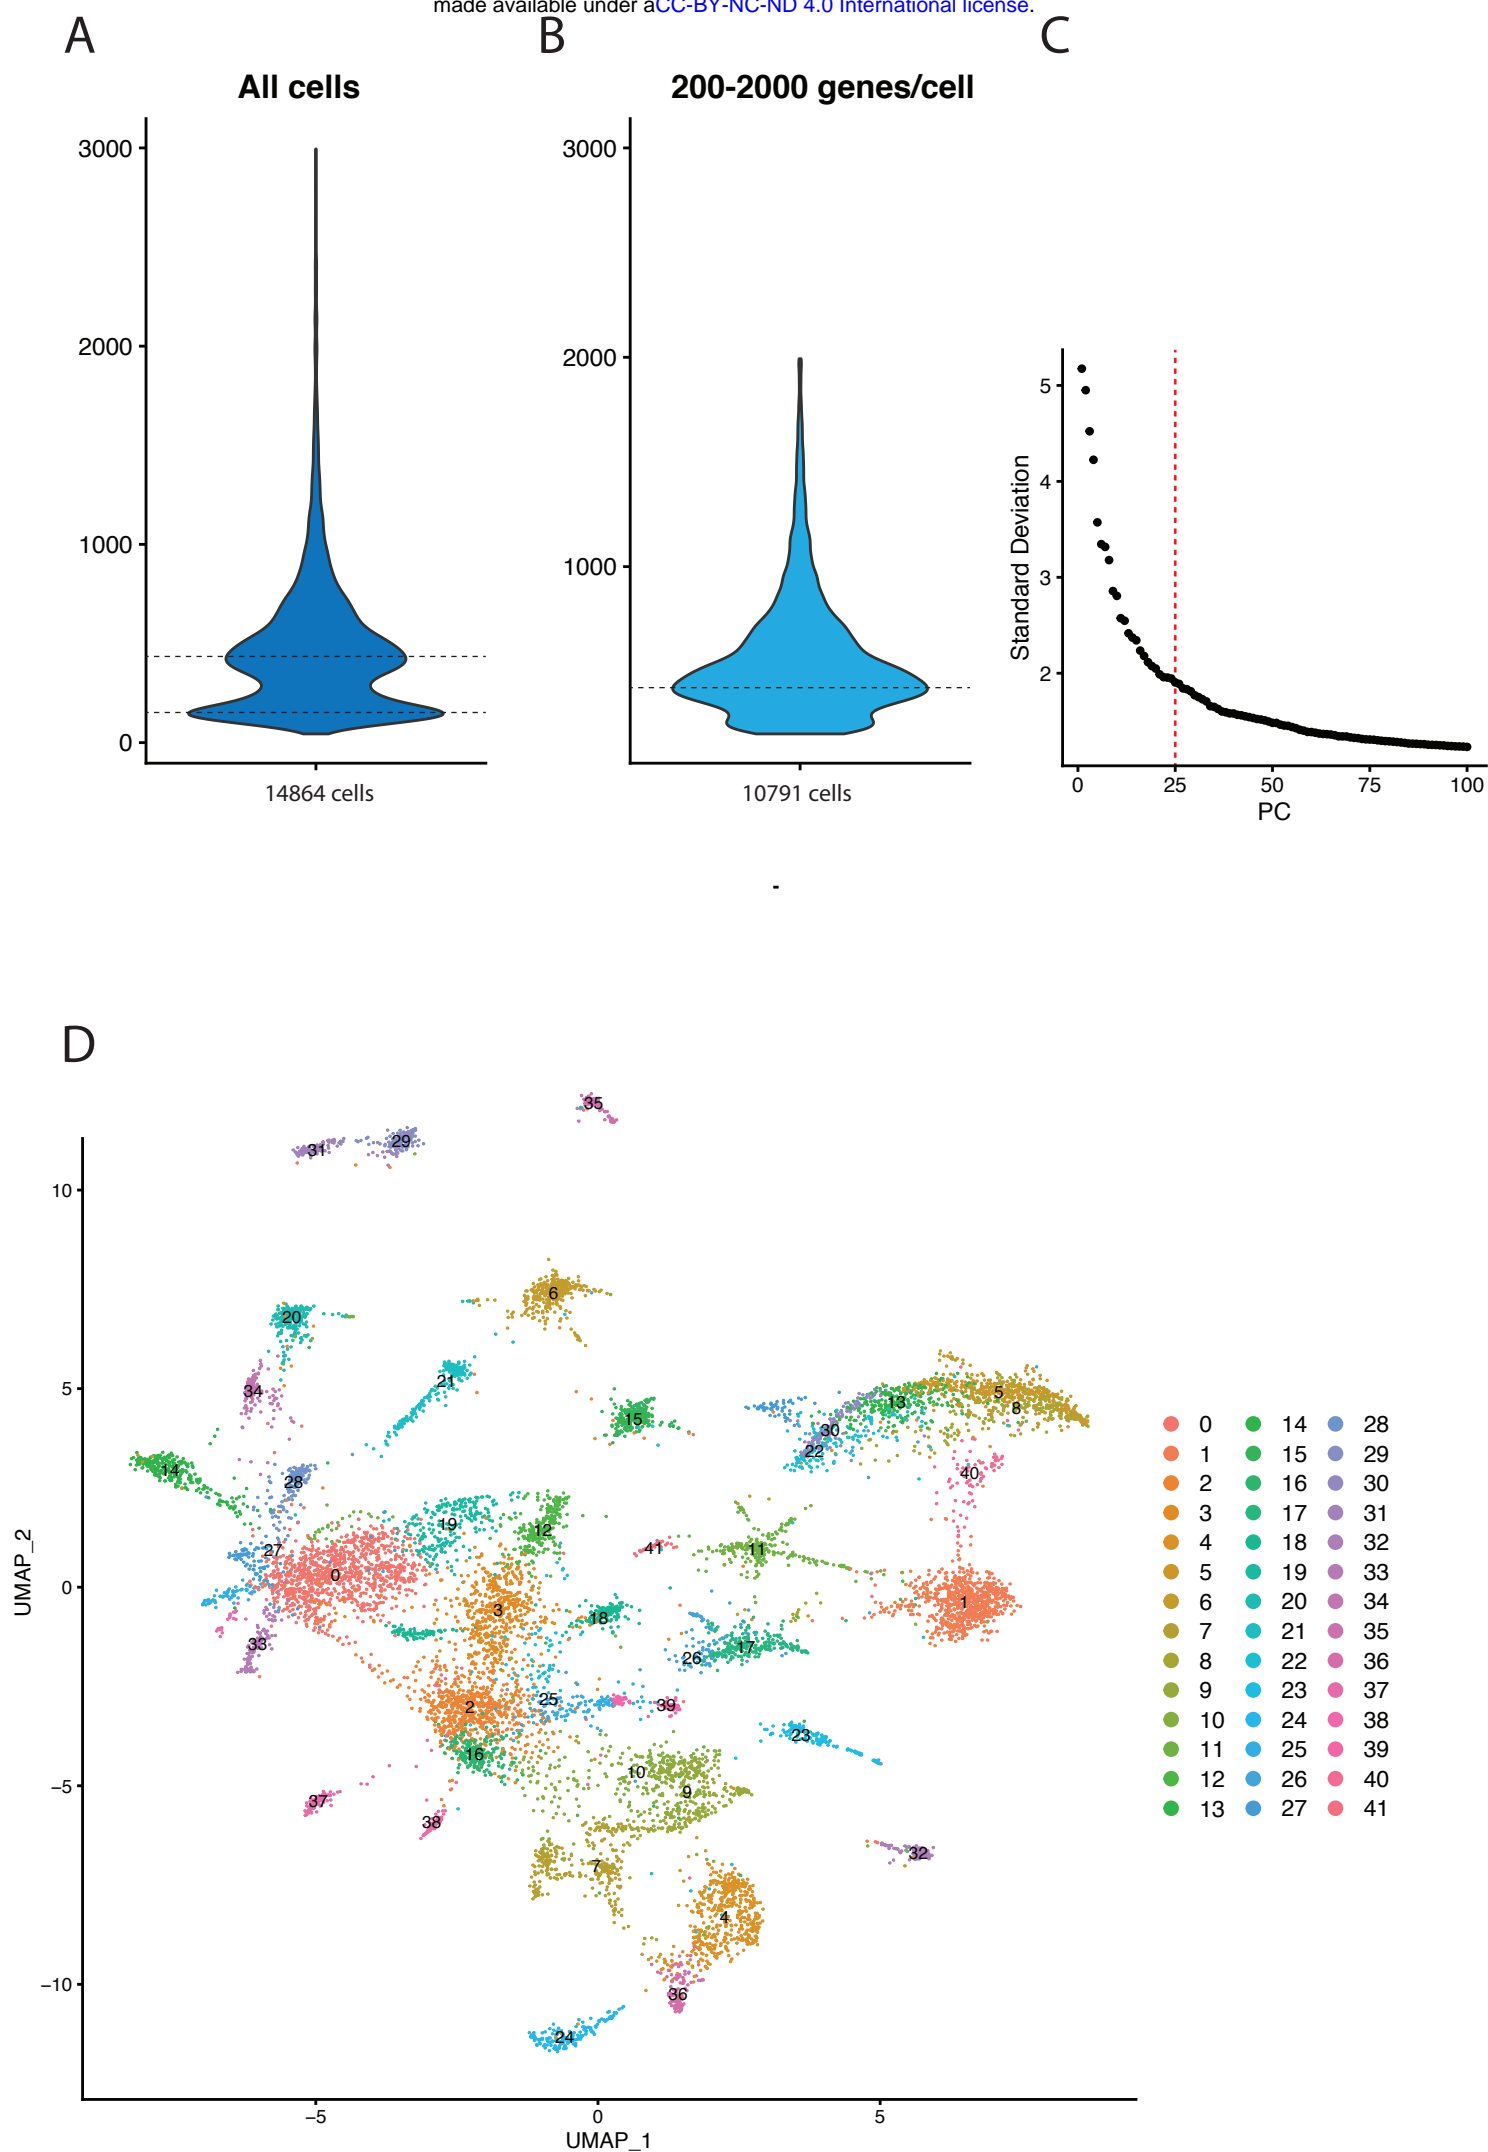 made available under aCC-BY-NC-ND 4.0 International license.
A
B
C
All cells
200-2000 genes/cell
3000
2000
1000
0
14864 cells
3000
2000
1000
10791 cells
Standard Deviation
5
4
3
2
0 25 50 75 100
PC
-
D
UMAP_2
10
5
0
−5
−10
35
31 29
6
20
21
34
5
13 8
15
30
22
14
28
40
19
12
27
41
11
0
1
3
18
33
17
26
25
2
39
23
16
10
9
37
38
32
7
4
36
24
−5 0 5
UMAP_1
0 14 28
1 15 29
2 16 30
3 17 31
4 18 32
5 19 33
6 20 34
7 21 35
8 22 36
9 23 37
10 24 38
11 25 39
12 26 40
13 27 41